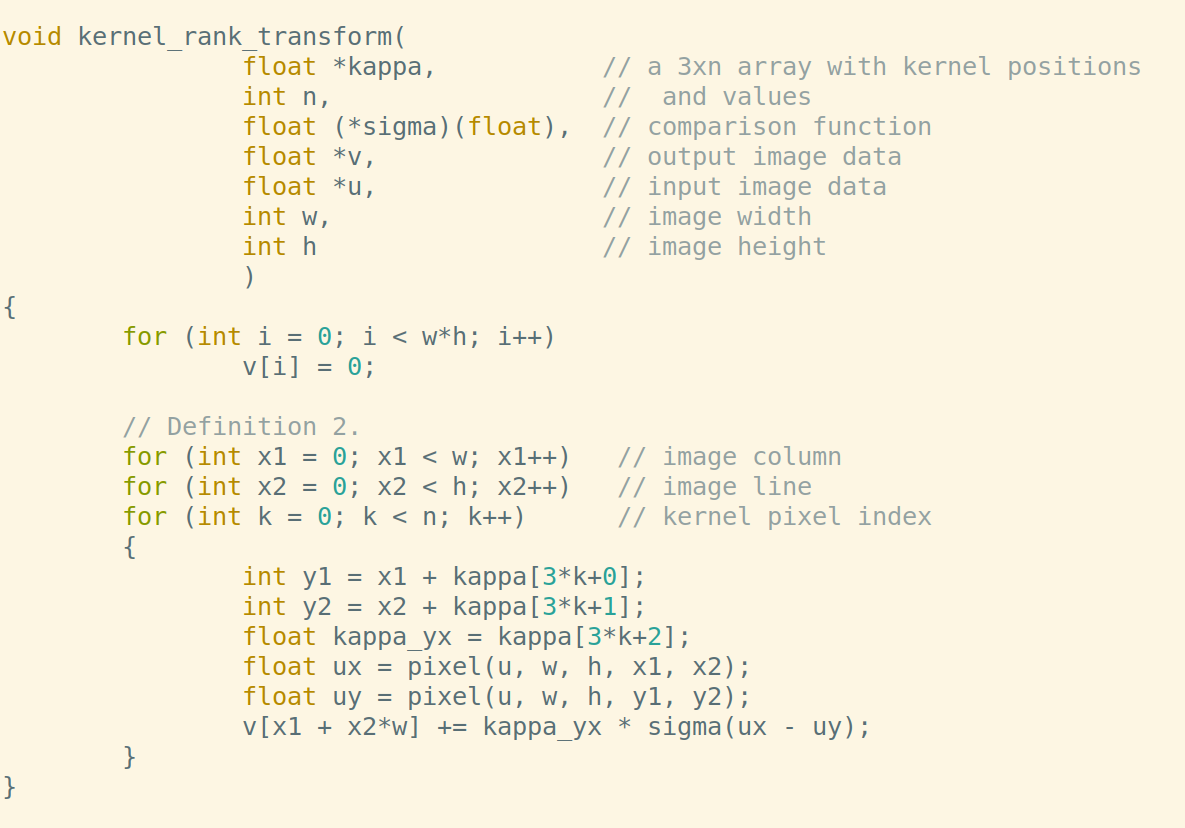 void kernel_rank_transform(
                float *kappa,           // a 3xn array with kernel positions
                int n,                  //  and values
                float (*sigma)(float),  // comparison function
                float *v,               // output image data
                float *u,               // input image data
                int w,                  // image width
                int h                   // image height
                )
{
        for (int i = 0; i < w*h; i++)
                v[i] = 0;

        // Definition 2.
        for (int x1 = 0; x1 < w; x1++)   // image column
        for (int x2 = 0; x2 < h; x2++)   // image line
        for (int k = 0; k < n; k++)      // kernel pixel index
        {
                int y1 = x1 + kappa[3*k+0];
                int y2 = x2 + kappa[3*k+1];
                float kappa_yx = kappa[3*k+2];
                float ux = pixel(u, w, h, x1, x2);
                float uy = pixel(u, w, h, y1, y2);
                v[x1 + x2*w] += kappa_yx * sigma(ux - uy);
        }
}